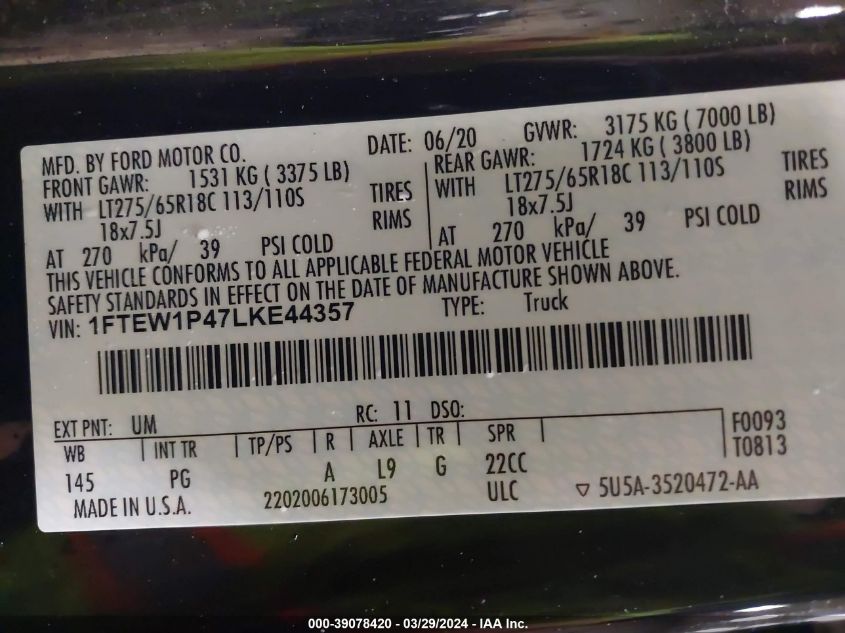 MFD. BY FORD MOTOR CO.
DATE: 06/20 GVWR: 3175 KG ( 7000 LB)
FRONT GAWR: 1531 KG ( 3375 LB)
WITH LT275/65R18C 113/110S TIRES
18x7.5J RIMS
AT 270 kPa/ 39 PSI COLD
REAR GAWR: 1724 KG ( 3800 LB)
WITH LT275/65R18C 113/110S TIRES
18x7.5J RIMS
AT 270 kPa/ 39 PSI COLD
THIS VEHICLE CONFORMS TO ALL APPLICABLE FEDERAL MOTOR VEHICLE
SAFETY STANDARDS IN EFFECT ON THE DATE OF MANUFACTURE SHOWN ABOVE.
VIN: 1FTEW1P47LKE44357 TYPE: Truck
EXT PNT: UM RC: 11 DSO:
WB INT TR TP/PS R AXLE TR SPR F0093
145 PG A L9 G 22CC T0813
MADE IN U.S.A. 2202006173005 ULC ▽ 5U5A-3520472-AA
000-39078420 - 03/29/2024 - IAA Inc.